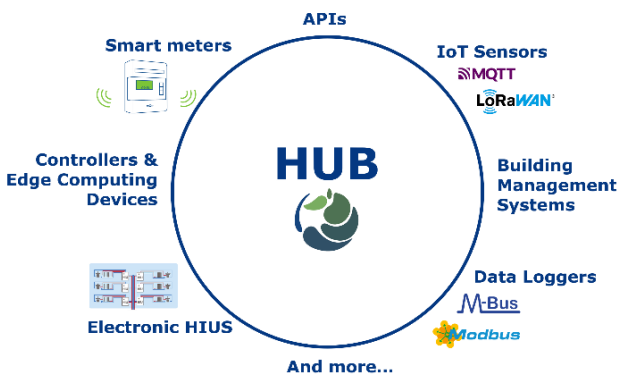 APIs
Smart meters
IoT Sensors
MQTT
LoRaWAN
Controllers &
Edge Computing
Devices
HUB
Building
Management
Systems
Data Loggers
M-Bus
Modbus
Electronic HIUS
And more...